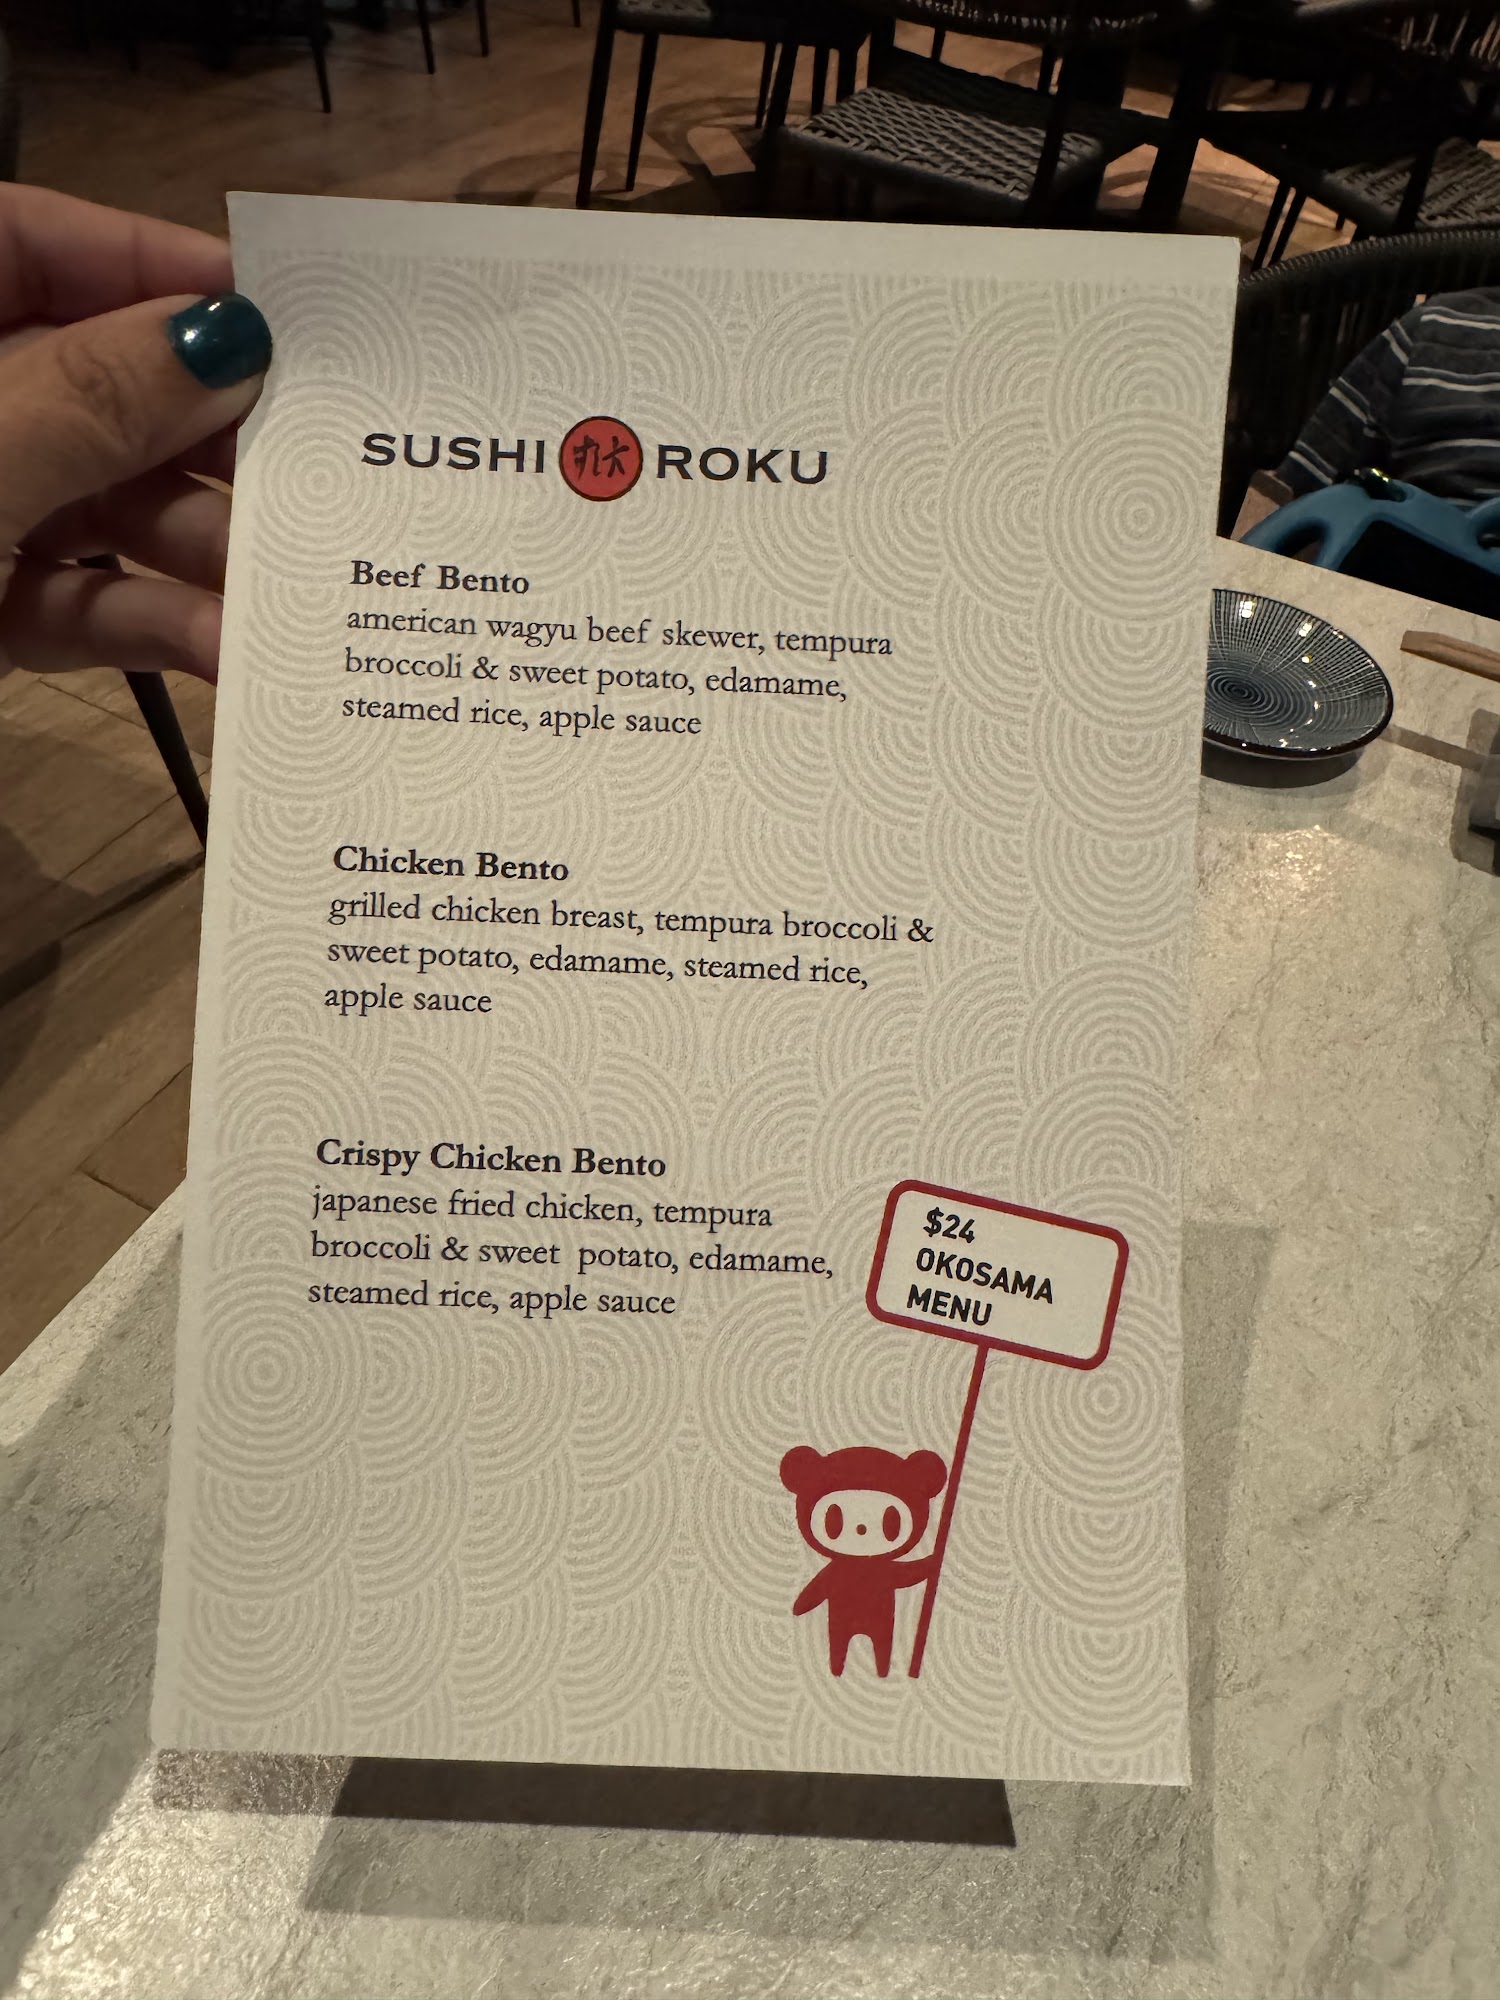 SUSHI ROKU
Beef Bento
american wagyu beef skewer, tempura
broccoli & sweet potato, edamame,
steamed rice, apple sauce
Chicken Bento
grilled chicken breast, tempura broccoli &
sweet potato, edamame, steamed rice,
apple sauce
Crispy Chicken Bento
japanese fried chicken, tempura
broccoli & sweet potato, edamame,
steamed rice, apple sauce
$24
OKOSAMA
MENU